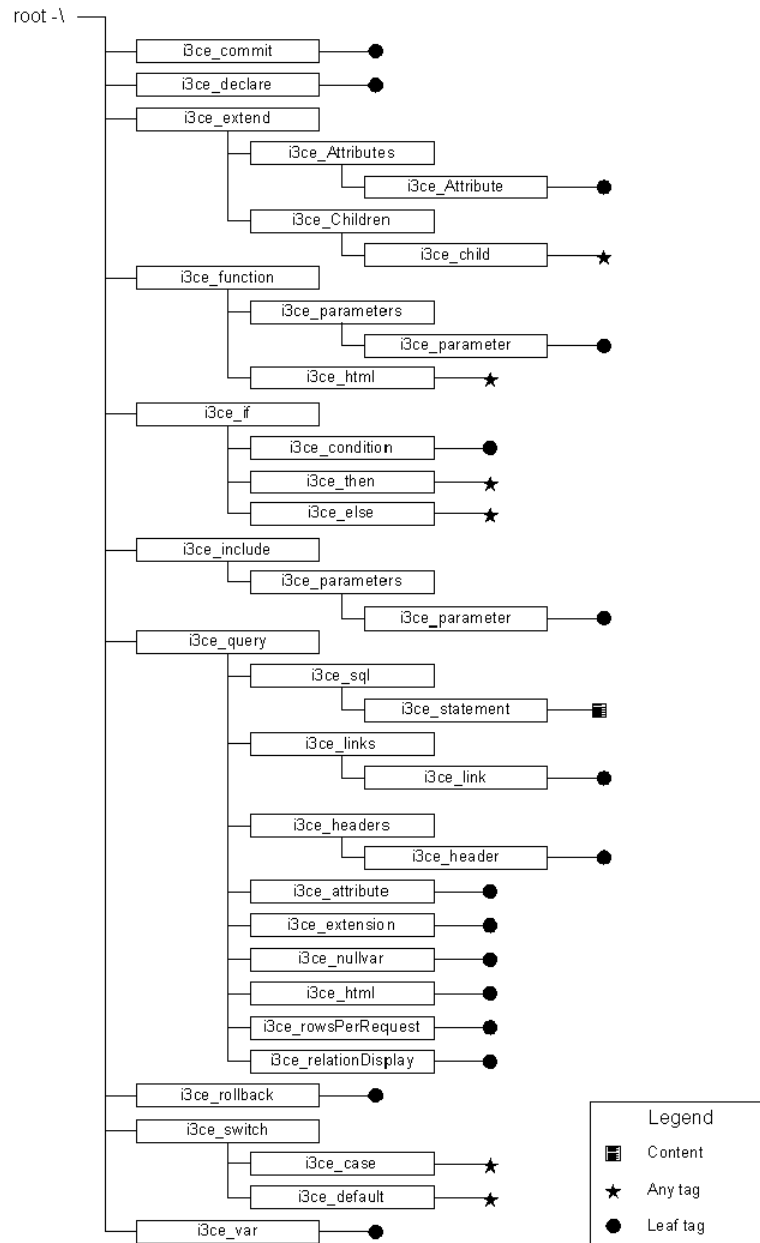 root -\
i3ce_commit
i3ce_declare
i3ce_extend
i3ce_Attributes
i3ce_Attribute
i3ce_Children
i3ce_child
i3ce_function
i3ce_parameters
i3ce_parameter
i3ce_html
i3ce_if
i3ce_condition
i3ce_then
i3ce_else
i3ce_include
i3ce_parameters
i3ce_parameter
i3ce_query
i3ce_sql
i3ce_statement
i3ce_links
i3ce_link
i3ce_headers
i3ce_header
i3ce_attribute
i3ce_extension
i3ce_nullvar
i3ce_html
i3ce_rowsPerRequest
i3ce_relationDisplay
i3ce_rollback
i3ce_switch
i3ce_case
i3ce_default
i3ce_var
Legend
Content
Any tag
Leaf tag